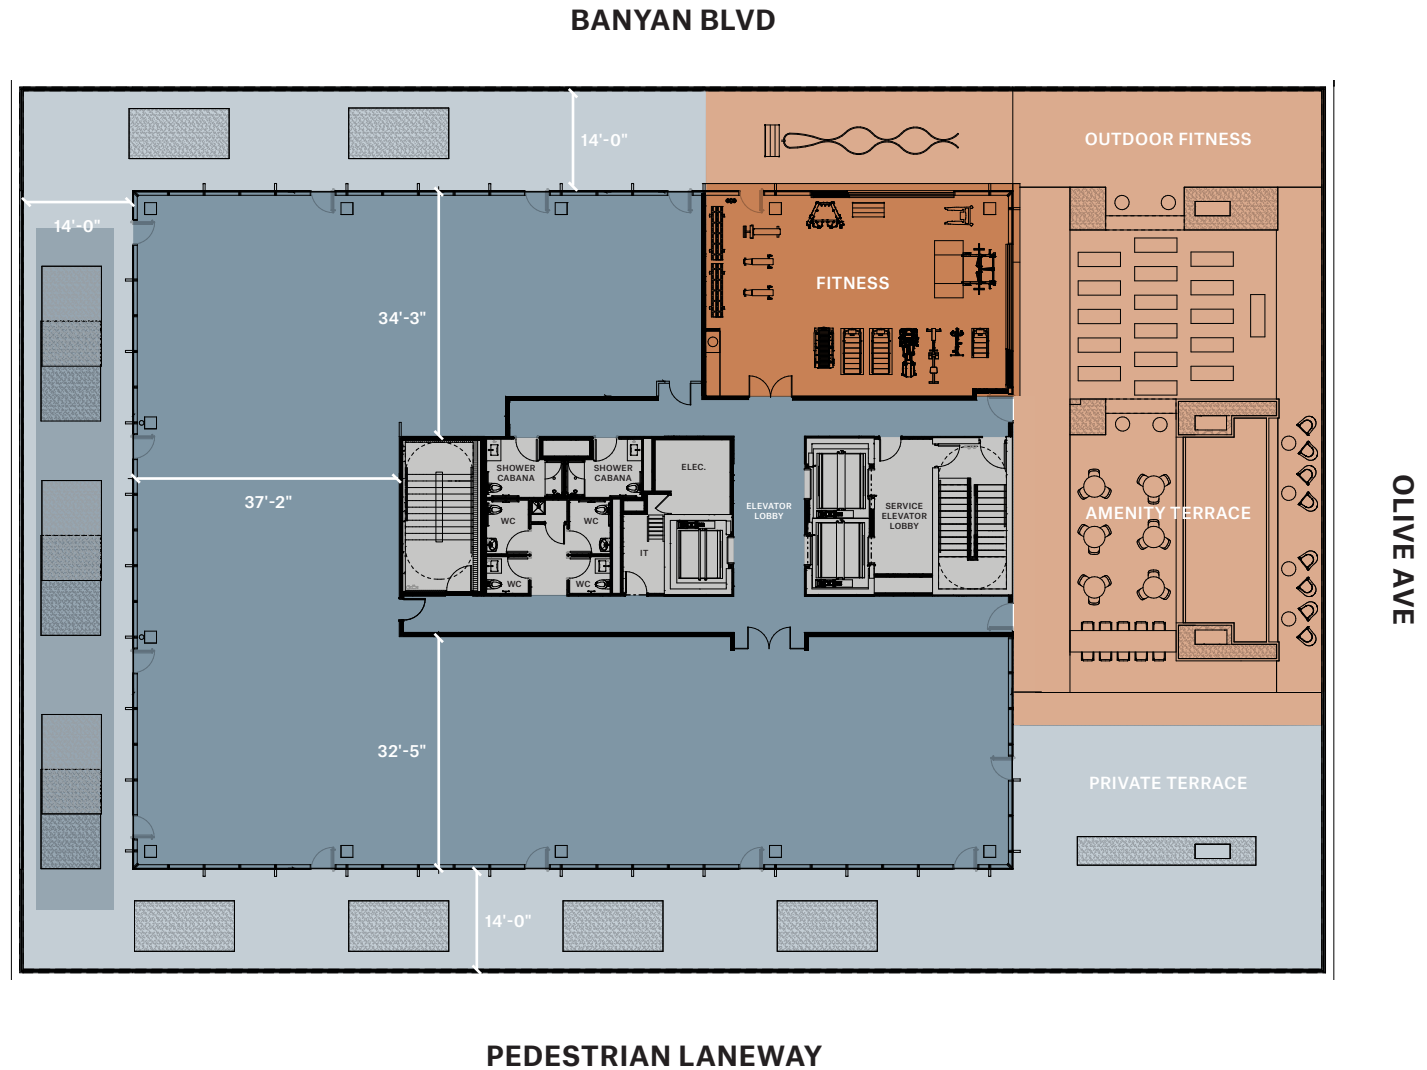 BANYAN BLVD
14'-0"
OUTDOOR FITNESS
14'-0"
FITNESS
34'-3"
SHOWER
CABANA
SHOWER
CABANA
ELEC.
37'-2"
WC
WC
ELEVATOR
LOBBY
SERVICE
ELEVATOR
LOBBY
AMENITY TERRACE
IT
WC
WC
OLIVE AVE
32'-5"
PRIVATE TERRACE
14'-0"
PEDESTRIAN LANEWAY